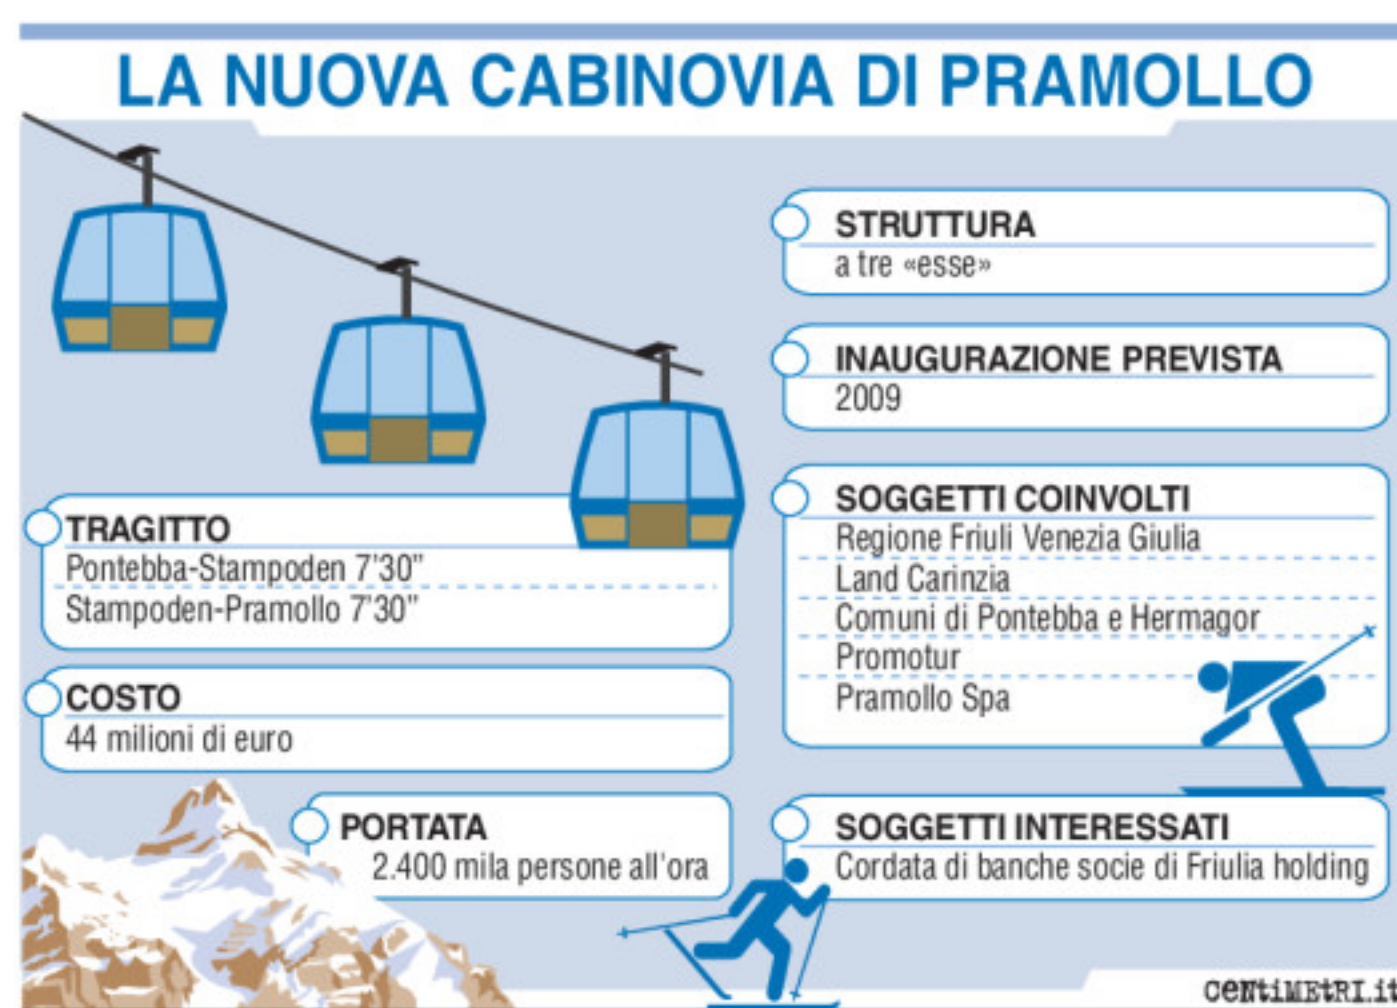 LA NUOVA CABINOVIA DI PRAMOLLO
TRAGITTO
Pontebba-Stampoden 7'30”
Stampoden-Pramollo 7'30”
COSTO
44 milioni di euro
PORTATA
2.400 mila persone all'ora
STRUTTURA
a tre «esse»
INAUGURAZIONE PREVISTA
2009
SOGGETTI COINVOLTI
Regione Friuli Venezia Giulia
Land Carinzia
Comuni di Pontebba e Hermagor
Promotur
Pramollo Spa
SOGGETTI INTERESSATI
Cordata di banche socie di Friulia holding
CENTIMETRI.it